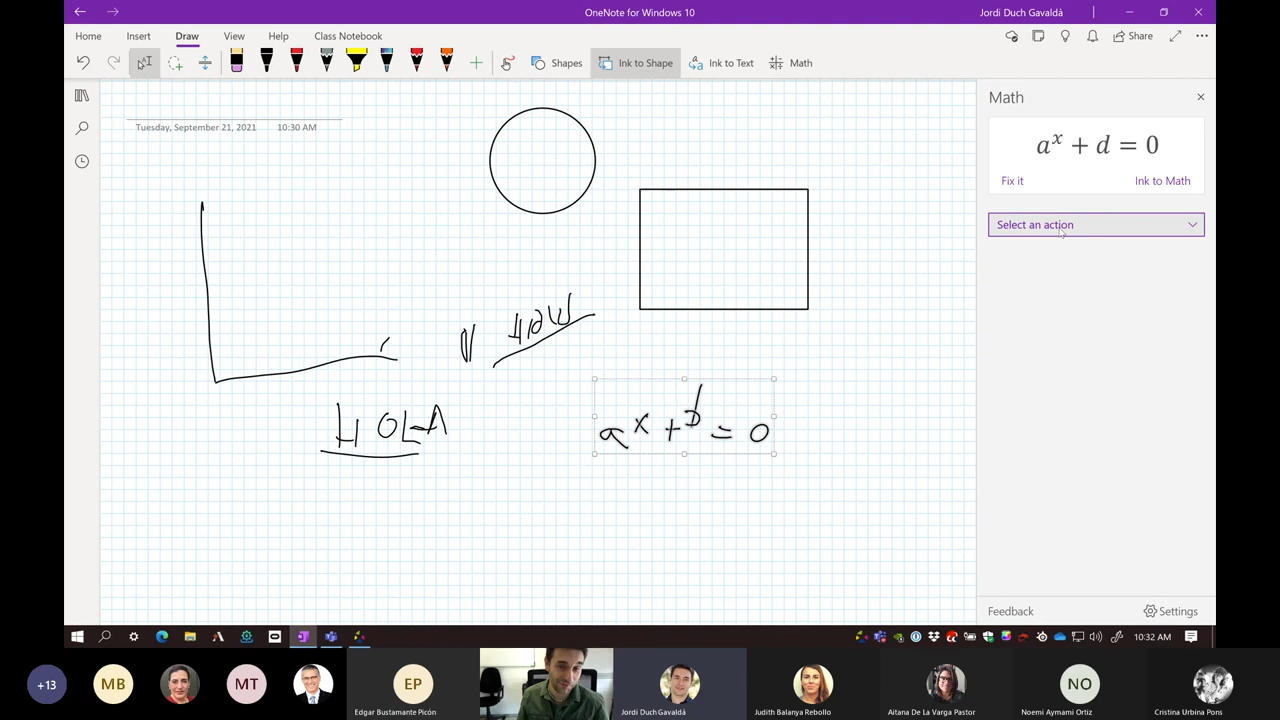 OneNote for Windows 10
Jordi Duch Gavaldà
Home Insert Draw View Help Class Notebook
Share
Shapes Ink to Shape Ink to Text Math
Math
Tuesday, September 21, 2021 10:30 AM
aˣ + d = 0
Fix it Ink to Math
Select an action
HOLA
aˣ + b = 0
Feedback Settings
10:32 AM
+13 MB MT EP NO
Edgar Bustamante Picón Jordi Duch Gavaldà Judith Balanya Rebollo Aitana De La Varga Pastor Noemi Aymami Ortiz Cristina Urbina Pons